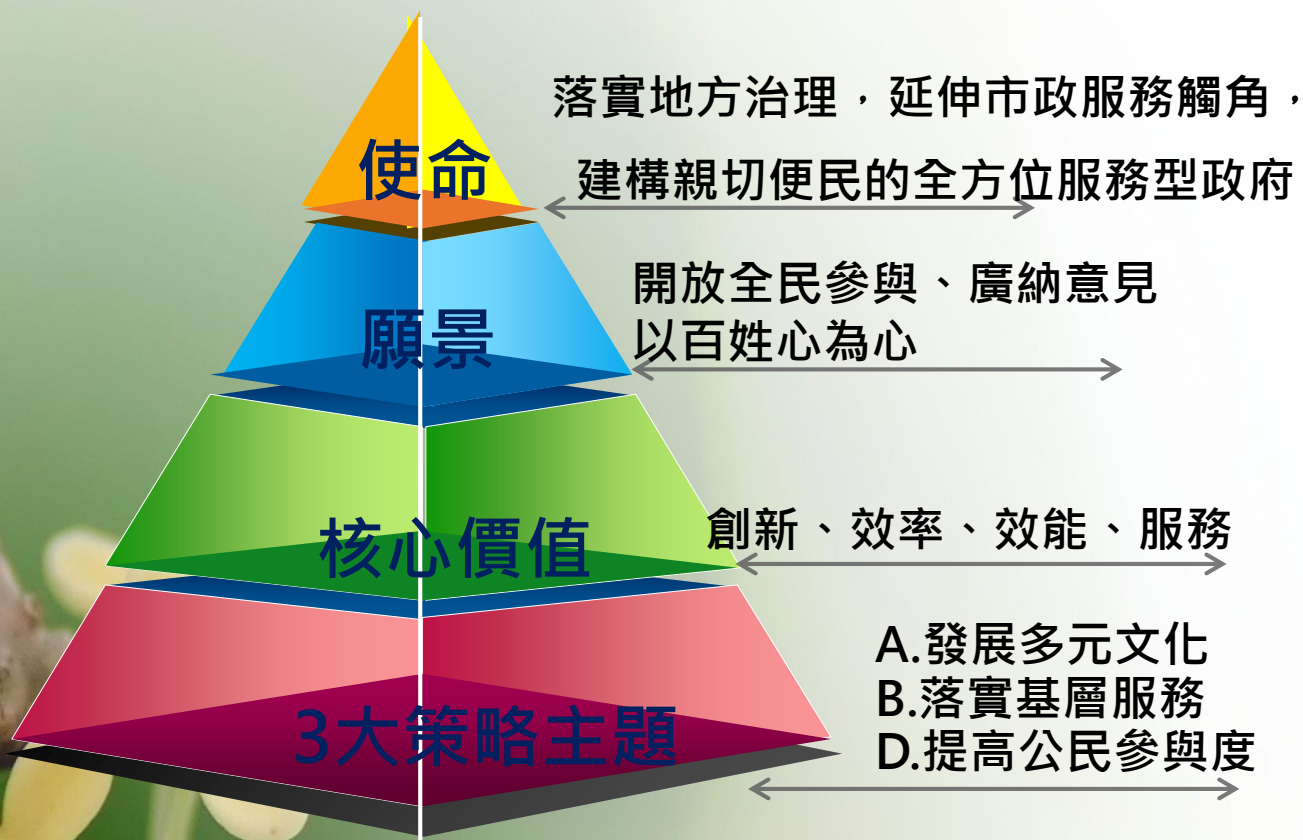 落實地方治理，延伸市政服務觸角，
使命
建構親切便民的全方位服務型政府
開放全民參與、廣納意見
願景
以百姓心為心
核心價值
創新、效率、效能、服務
A.發展多元文化
B.落實基層服務
3大策略主題
D.提高公民參與度